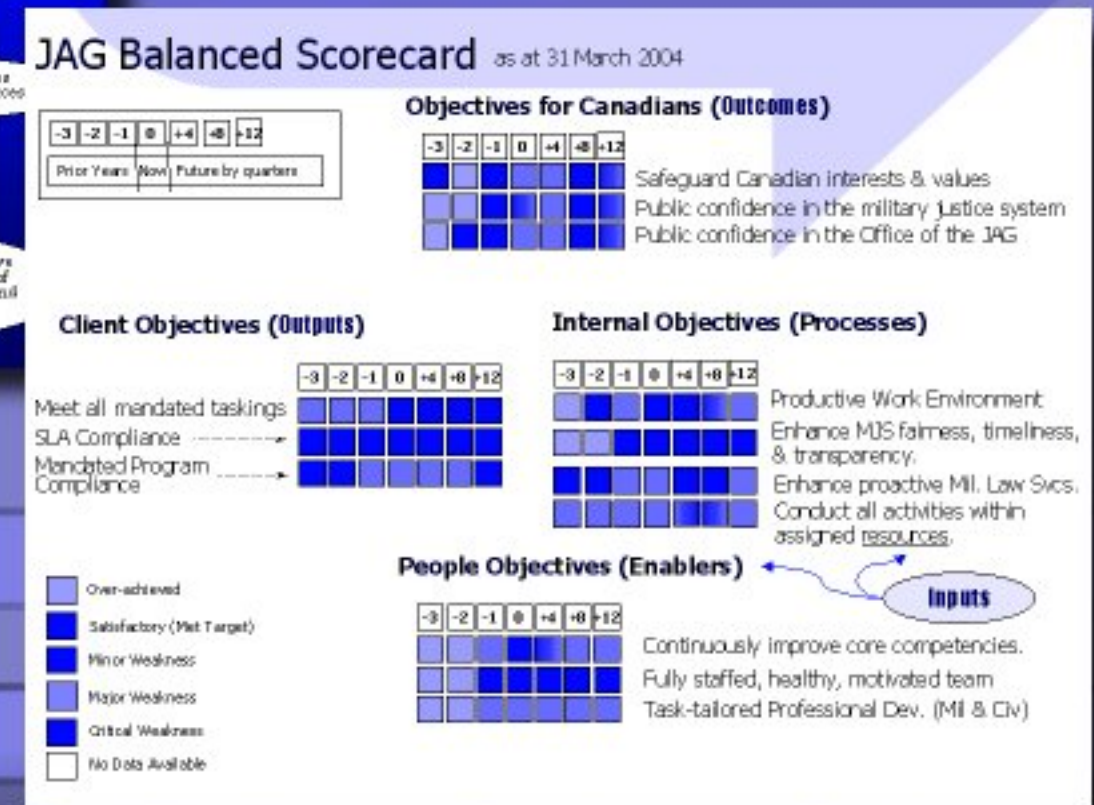 JAG Balanced Scorecard as at 31 March 2004
-3 -2 -1 0 +4 +8 +12
Prior Years Now Future by quarters
Objectives for Canadians (Outcomes)
-3 -2 -1 0 +4 +8 +12
Safeguard Canadian interests & values
Public confidence in the military justice system
Public confidence in the Office of the JAG
Client Objectives (Outputs)
-3 -2 -1 0 +4 +8 +12
Meet all mandated taskings
SLA Compliance
Mandated Program
Compliance
Internal Objectives (Processes)
-3 -2 -1 0 +4 +8 +12
Productive Work Environment
Enhance MJS fairness, timeliness,
& transparency.
Enhance proactive Mil. Law Svcs.
Conduct all activities within
assigned resources.
Inputs
People Objectives (Enablers)
-3 -2 -1 0 +4 +8 +12
Continuously improve core competencies.
Fully staffed, healthy, motivated team
Task-tailored Professional Dev. (Mil & Civ)
Over-achieved
Satisfactory (Met Target)
Minor Weakness
Major Weakness
Critical Weakness
No Data Available